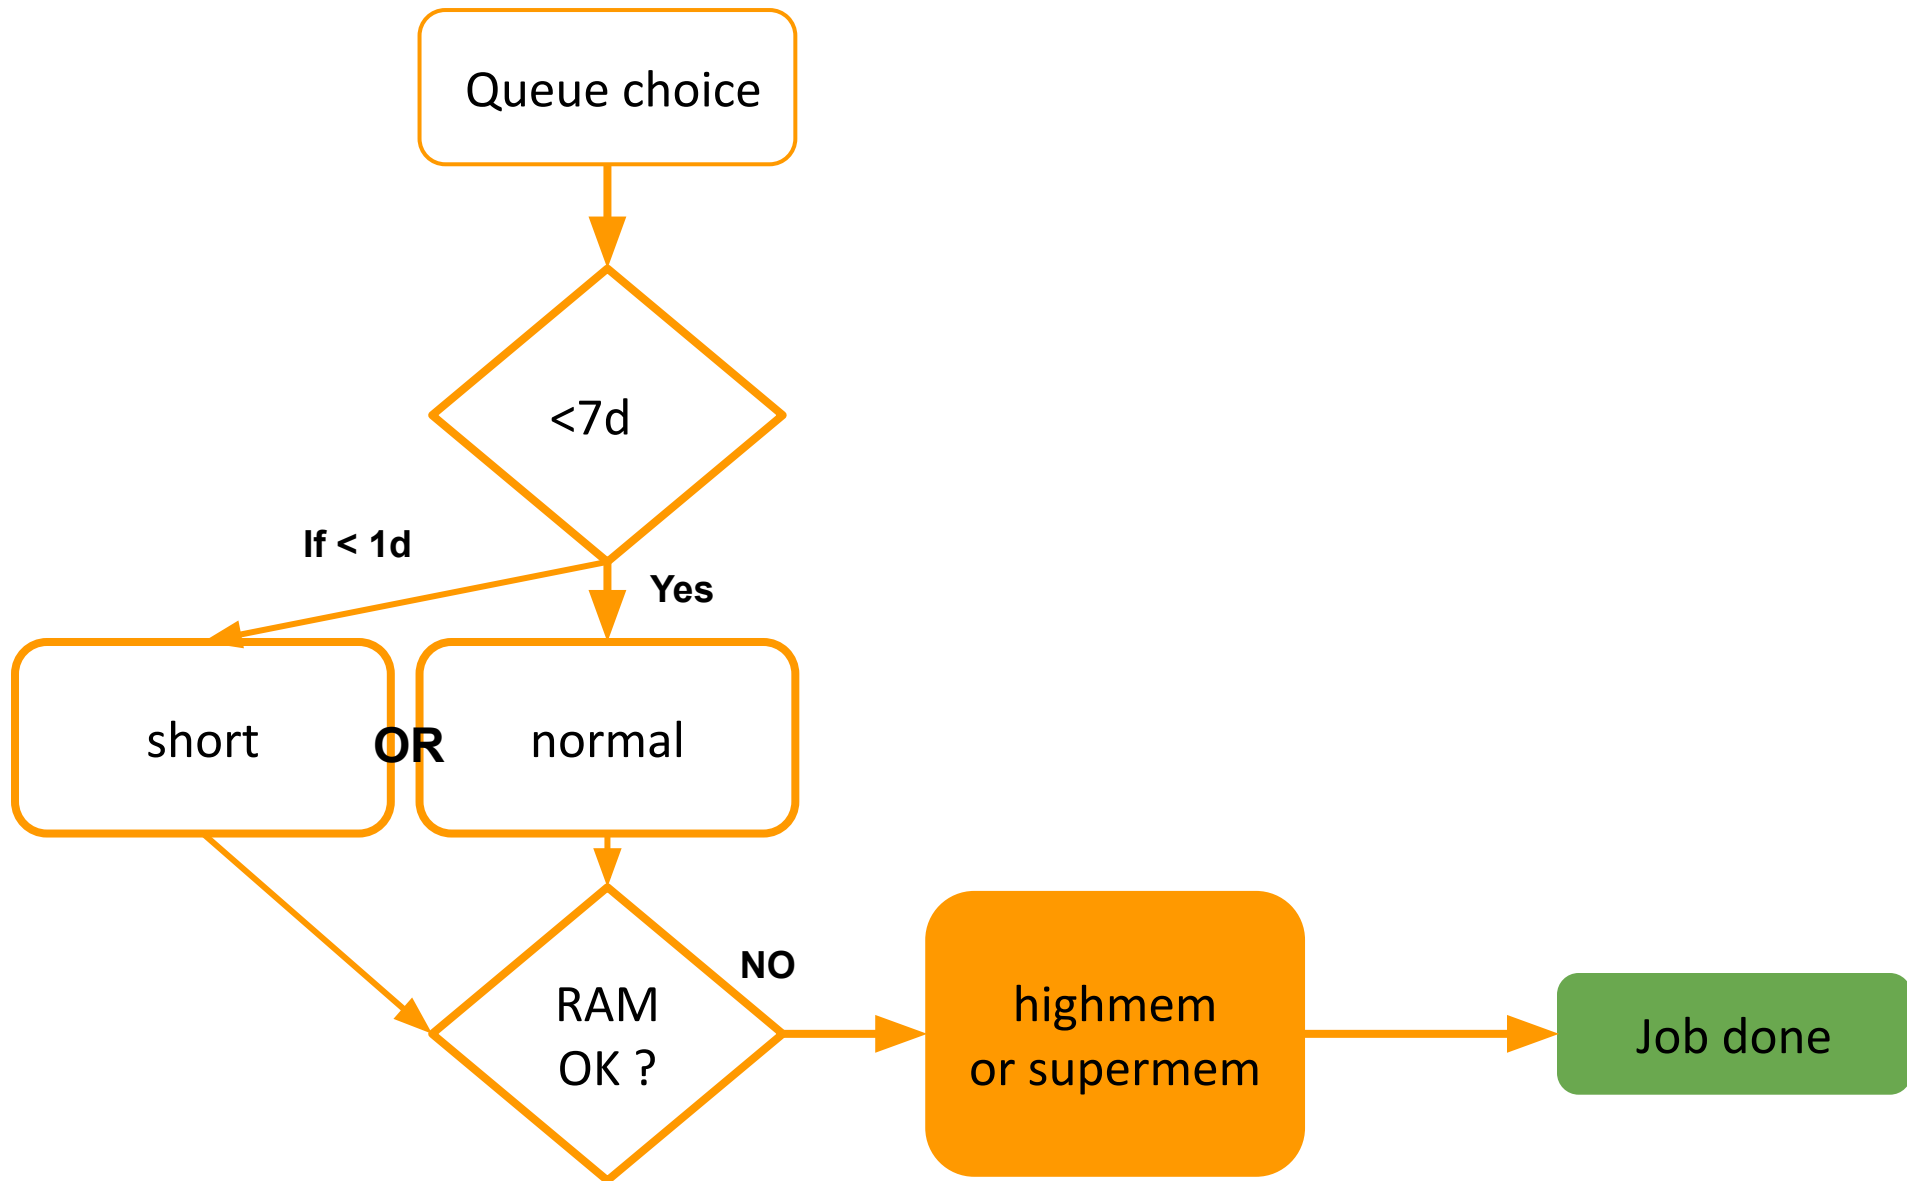 Queue choice
<7d
If < 1d
Yes
short
OR
normal
RAM
OK ?
NO
highmem
or supermem
Job done